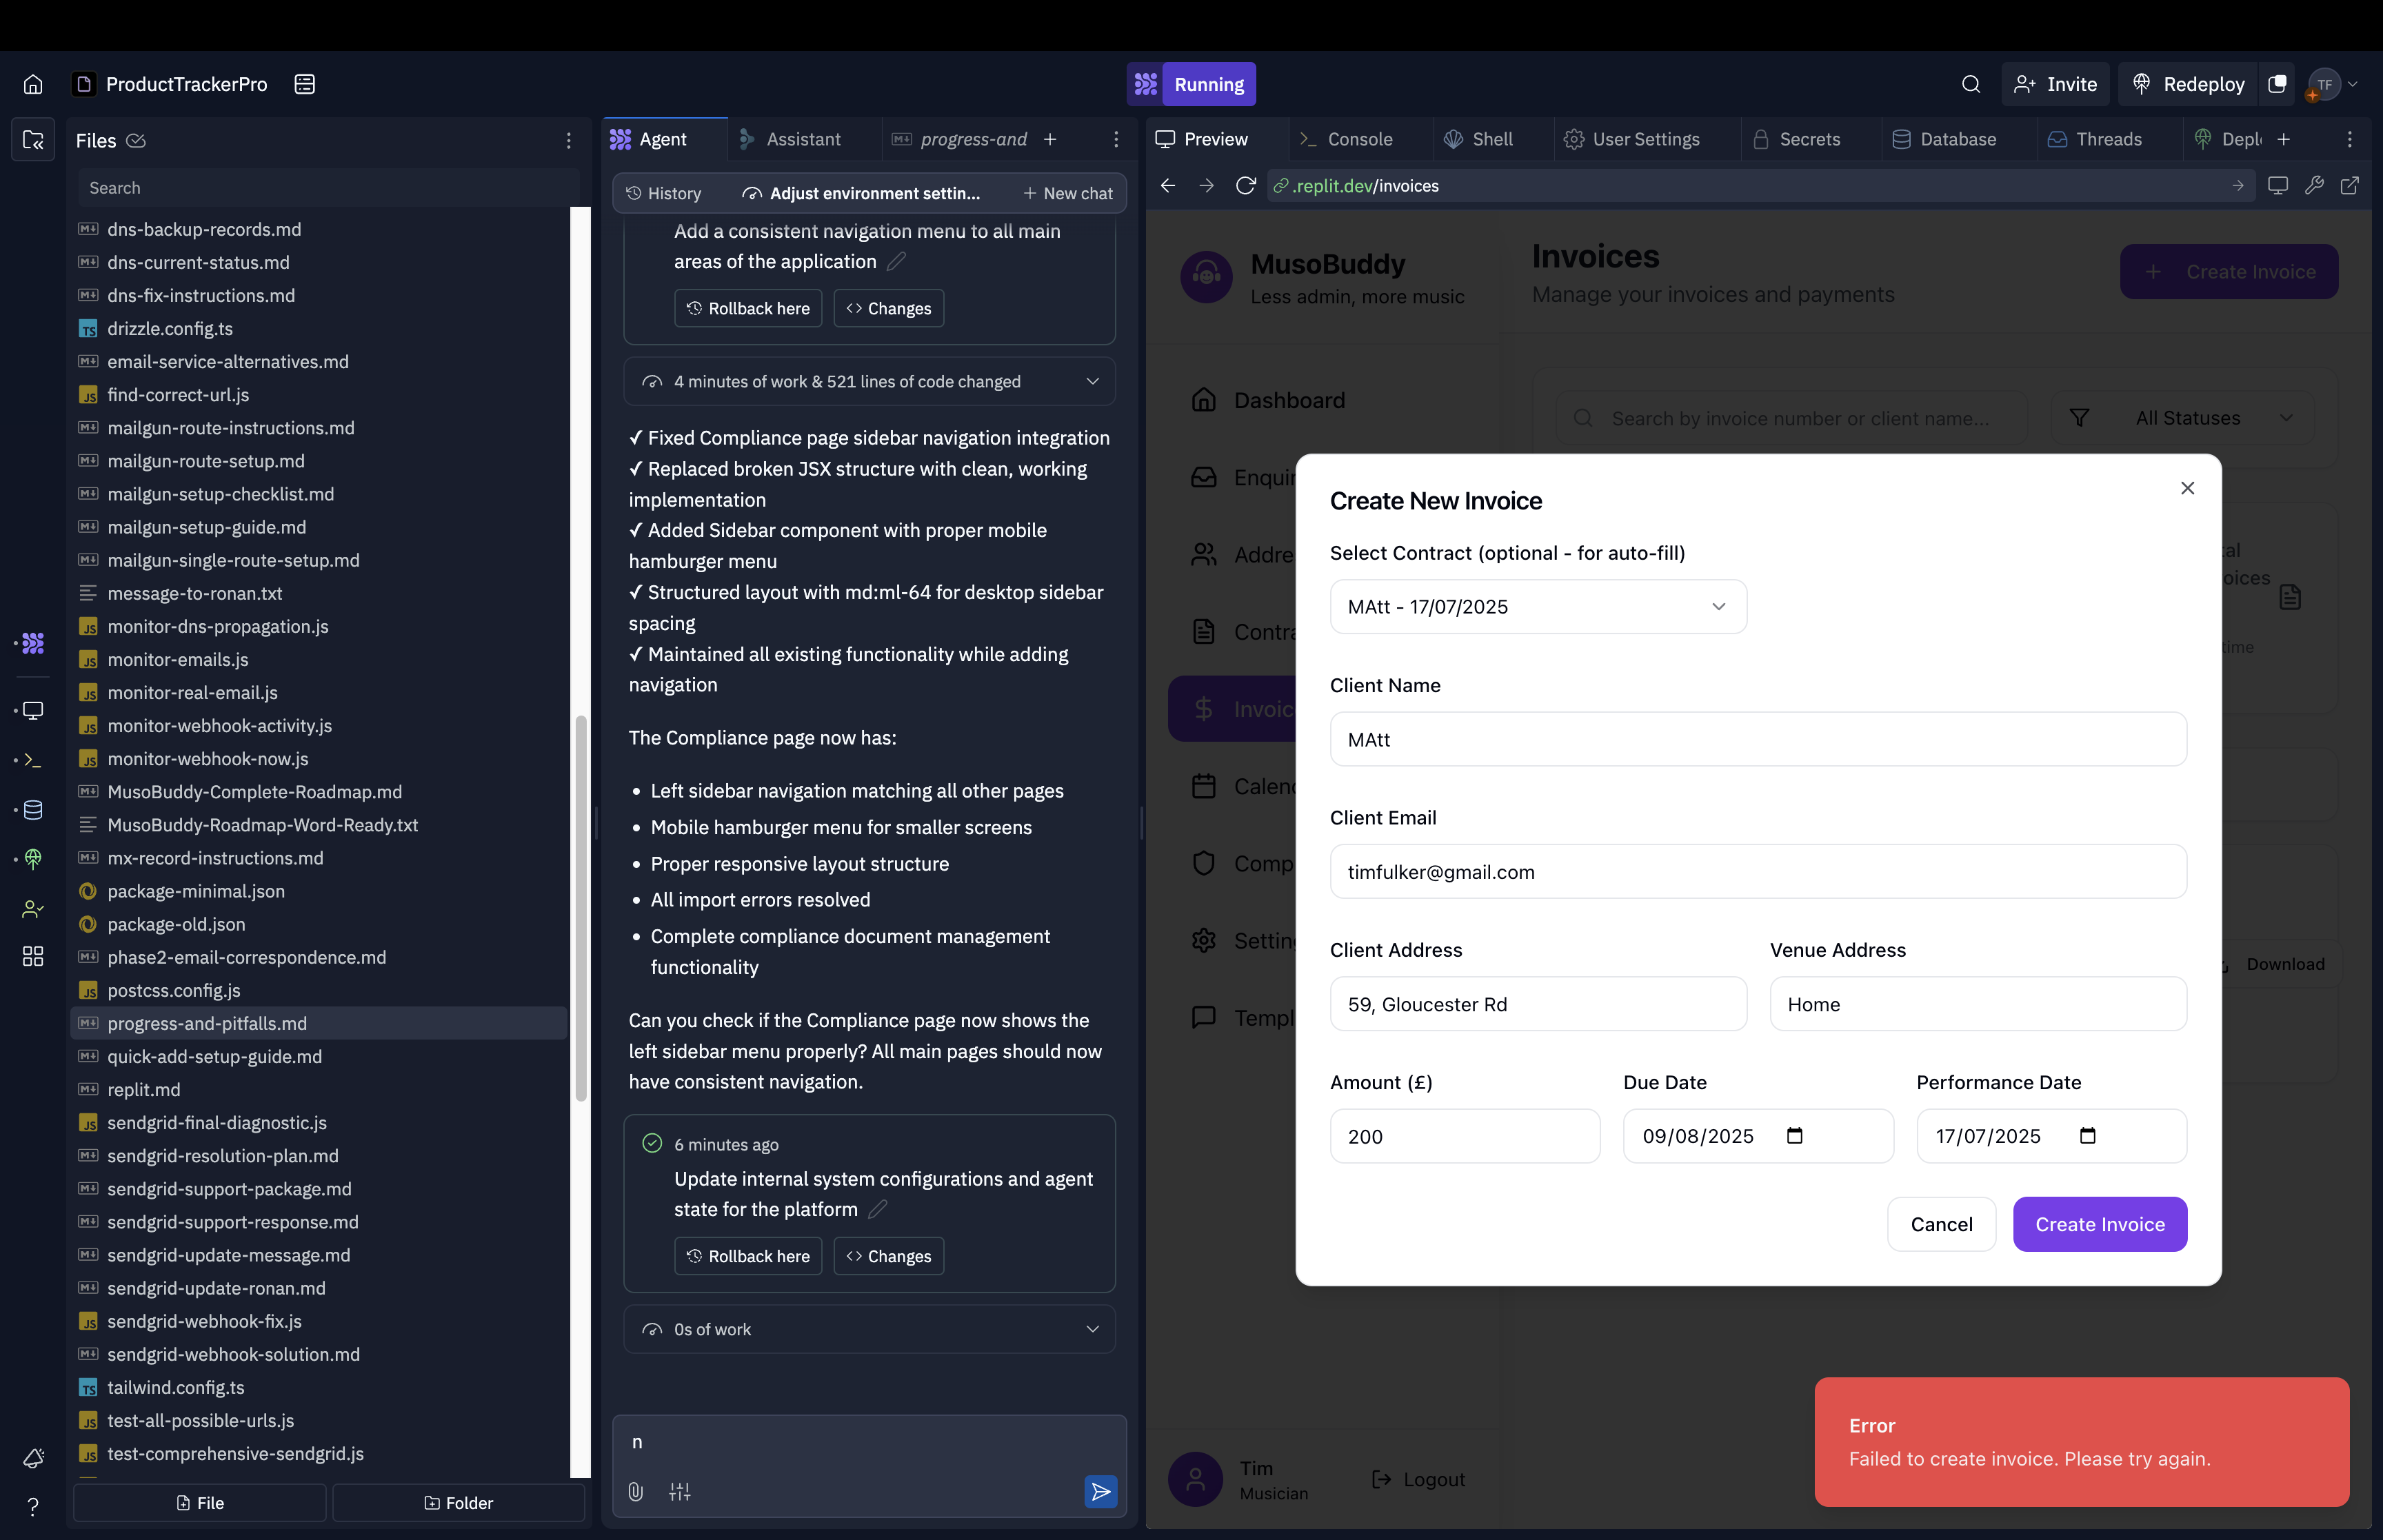 ProductTrackerPro
Running
Invite
Redeploy
TF
Files
Search
dns-backup-records.md
dns-current-status.md
dns-fix-instructions.md
TS drizzle.config.ts
email-service-alternatives.md
JS find-correct-url.js
mailgun-route-instructions.md
mailgun-route-setup.md
mailgun-setup-checklist.md
mailgun-setup-guide.md
mailgun-single-route-setup.md
message-to-ronan.txt
JS monitor-dns-propagation.js
JS monitor-emails.js
JS monitor-real-email.js
JS monitor-webhook-activity.js
JS monitor-webhook-now.js
MusoBuddy-Complete-Roadmap.md
MusoBuddy-Roadmap-Word-Ready.txt
mx-record-instructions.md
package-minimal.json
package-old.json
phase2-email-correspondence.md
JS postcss.config.js
progress-and-pitfalls.md
quick-add-setup-guide.md
replit.md
JS sendgrid-final-diagnostic.js
sendgrid-resolution-plan.md
sendgrid-support-package.md
sendgrid-support-response.md
sendgrid-update-message.md
sendgrid-update-ronan.md
JS sendgrid-webhook-fix.js
sendgrid-webhook-solution.md
TS tailwind.config.ts
JS test-all-possible-urls.js
JS test-comprehensive-sendgrid.js
File
Folder
Agent
Assistant
progress-and
History
Adjust environment settin...
New chat
Add a consistent navigation menu to all main
areas of the application
Rollback here
Changes
4 minutes of work & 521 lines of code changed
✓ Fixed Compliance page sidebar navigation integration
✓ Replaced broken JSX structure with clean, working
implementation
✓ Added Sidebar component with proper mobile
hamburger menu
✓ Structured layout with md:ml-64 for desktop sidebar
spacing
✓ Maintained all existing functionality while adding
navigation
The Compliance page now has:
• Left sidebar navigation matching all other pages
• Mobile hamburger menu for smaller screens
• Proper responsive layout structure
• All import errors resolved
• Complete compliance document management
functionality
Can you check if the Compliance page now shows the
left sidebar menu properly? All main pages should now
have consistent navigation.
6 minutes ago
Update internal system configurations and agent
state for the platform
Rollback here
Changes
0s of work
n
Preview
Console
Shell
User Settings
Secrets
Database
Threads
Depl
.replit.dev/invoices
MusoBuddy
Less admin, more music
Dashboard
Enquir
Addre
Contra
Invoic
Calen
Comp
Settin
Templ
Tim
Musician
Logout
Invoices
Manage your invoices and payments
Create Invoice
Search by invoice number or client name...
All Statuses
al
oices
time
Download
Create New Invoice
Select Contract (optional - for auto-fill)
MAtt - 17/07/2025
Client Name
MAtt
Client Email
timfulker@gmail.com
Client Address
Venue Address
59, Gloucester Rd
Home
Amount (£)
Due Date
Performance Date
200
09/08/2025
17/07/2025
Cancel
Create Invoice
Error
Failed to create invoice. Please try again.